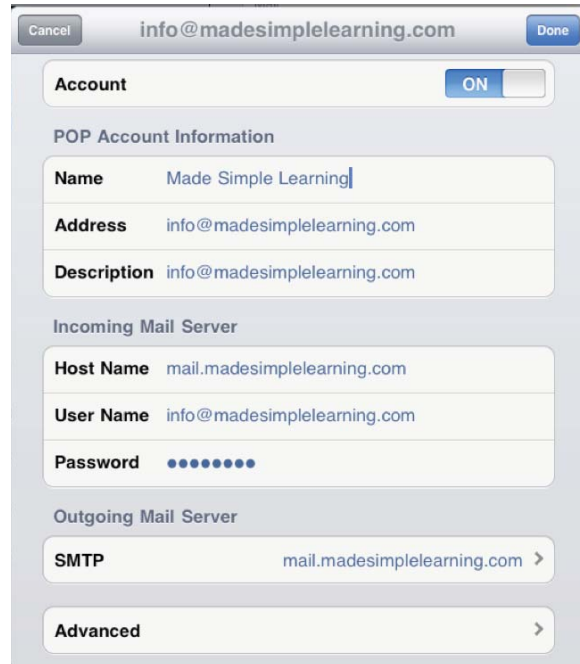 Cancel info@madesimplelearning.com Done
Account ON
POP Account Information
Name Made Simple Learning
Address info@madesimplelearning.com
Description info@madesimplelearning.com
Incoming Mail Server
Host Name mail.madesimplelearning.com
User Name info@madesimplelearning.com
Password ●●●●●●●●
Outgoing Mail Server
SMTP mail.madesimplelearning.com >
Advanced >